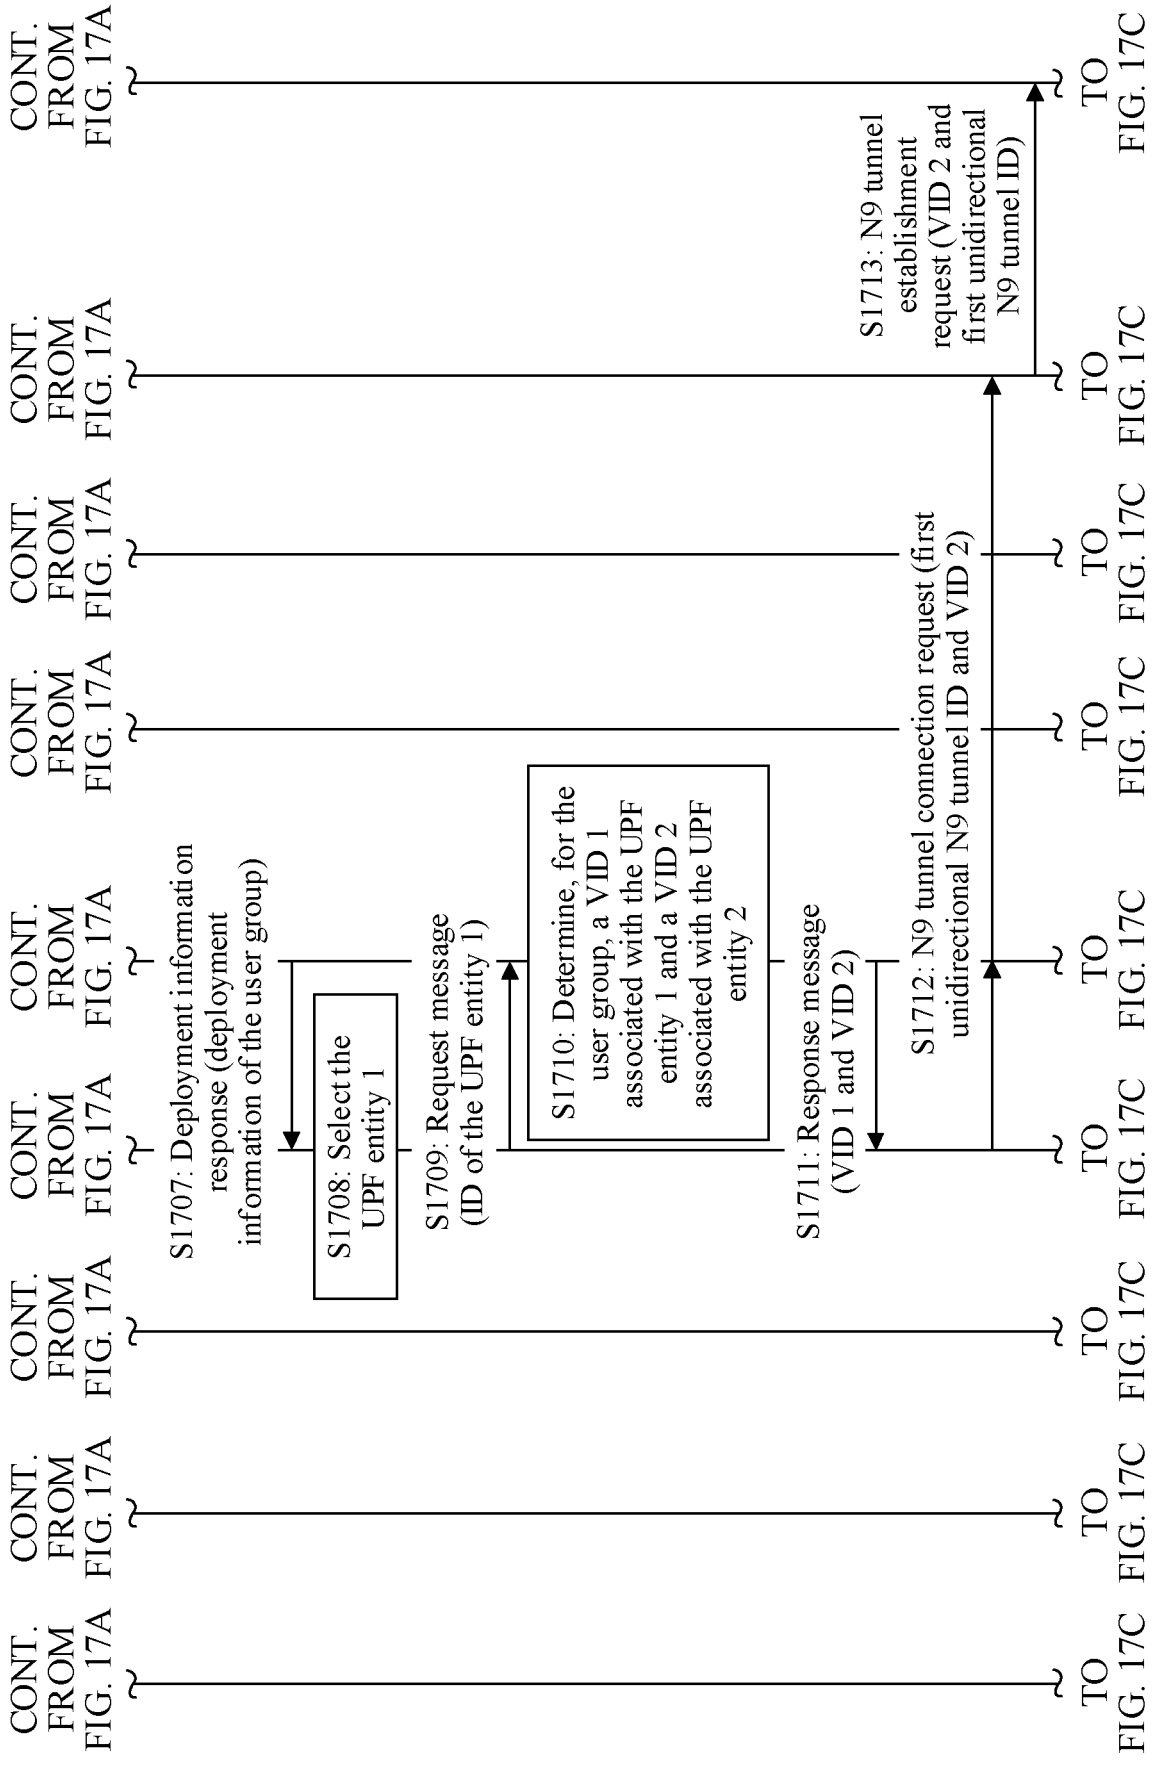 CONT.
FROM
FIG. 17A
CONT.
FROM
FIG. 17A
CONT.
FROM
FIG. 17A
CONT.
FROM
FIG. 17A
CONT.
FROM
FIG. 17A
CONT.
FROM
FIG. 17A
CONT.
FROM
FIG. 17A
CONT.
FROM
FIG. 17A
CONT.
FROM
FIG. 17A
S1707: Deployment information
response (deployment
information of the user group)
S1708: Select the
UPF entity 1
S1709: Request message
(ID of the UPF entity 1)
S1710: Determine, for the
user group, a VID 1
associated with the UPF
entity 1 and a VID 2
associated with the UPF
entity 2
S1711: Response message
(VID 1 and VID 2)
S1712: N9 tunnel connection request (first
unidirectional N9 tunnel ID and VID 2)
S1713: N9 tunnel
establishment
request (VID 2 and
first unidirectional
N9 tunnel ID)
TO
FIG. 17C
TO
FIG. 17C
TO
FIG. 17C
TO
FIG. 17C
TO
FIG. 17C
TO
FIG. 17C
TO
FIG. 17C
TO
FIG. 17C
TO
FIG. 17C